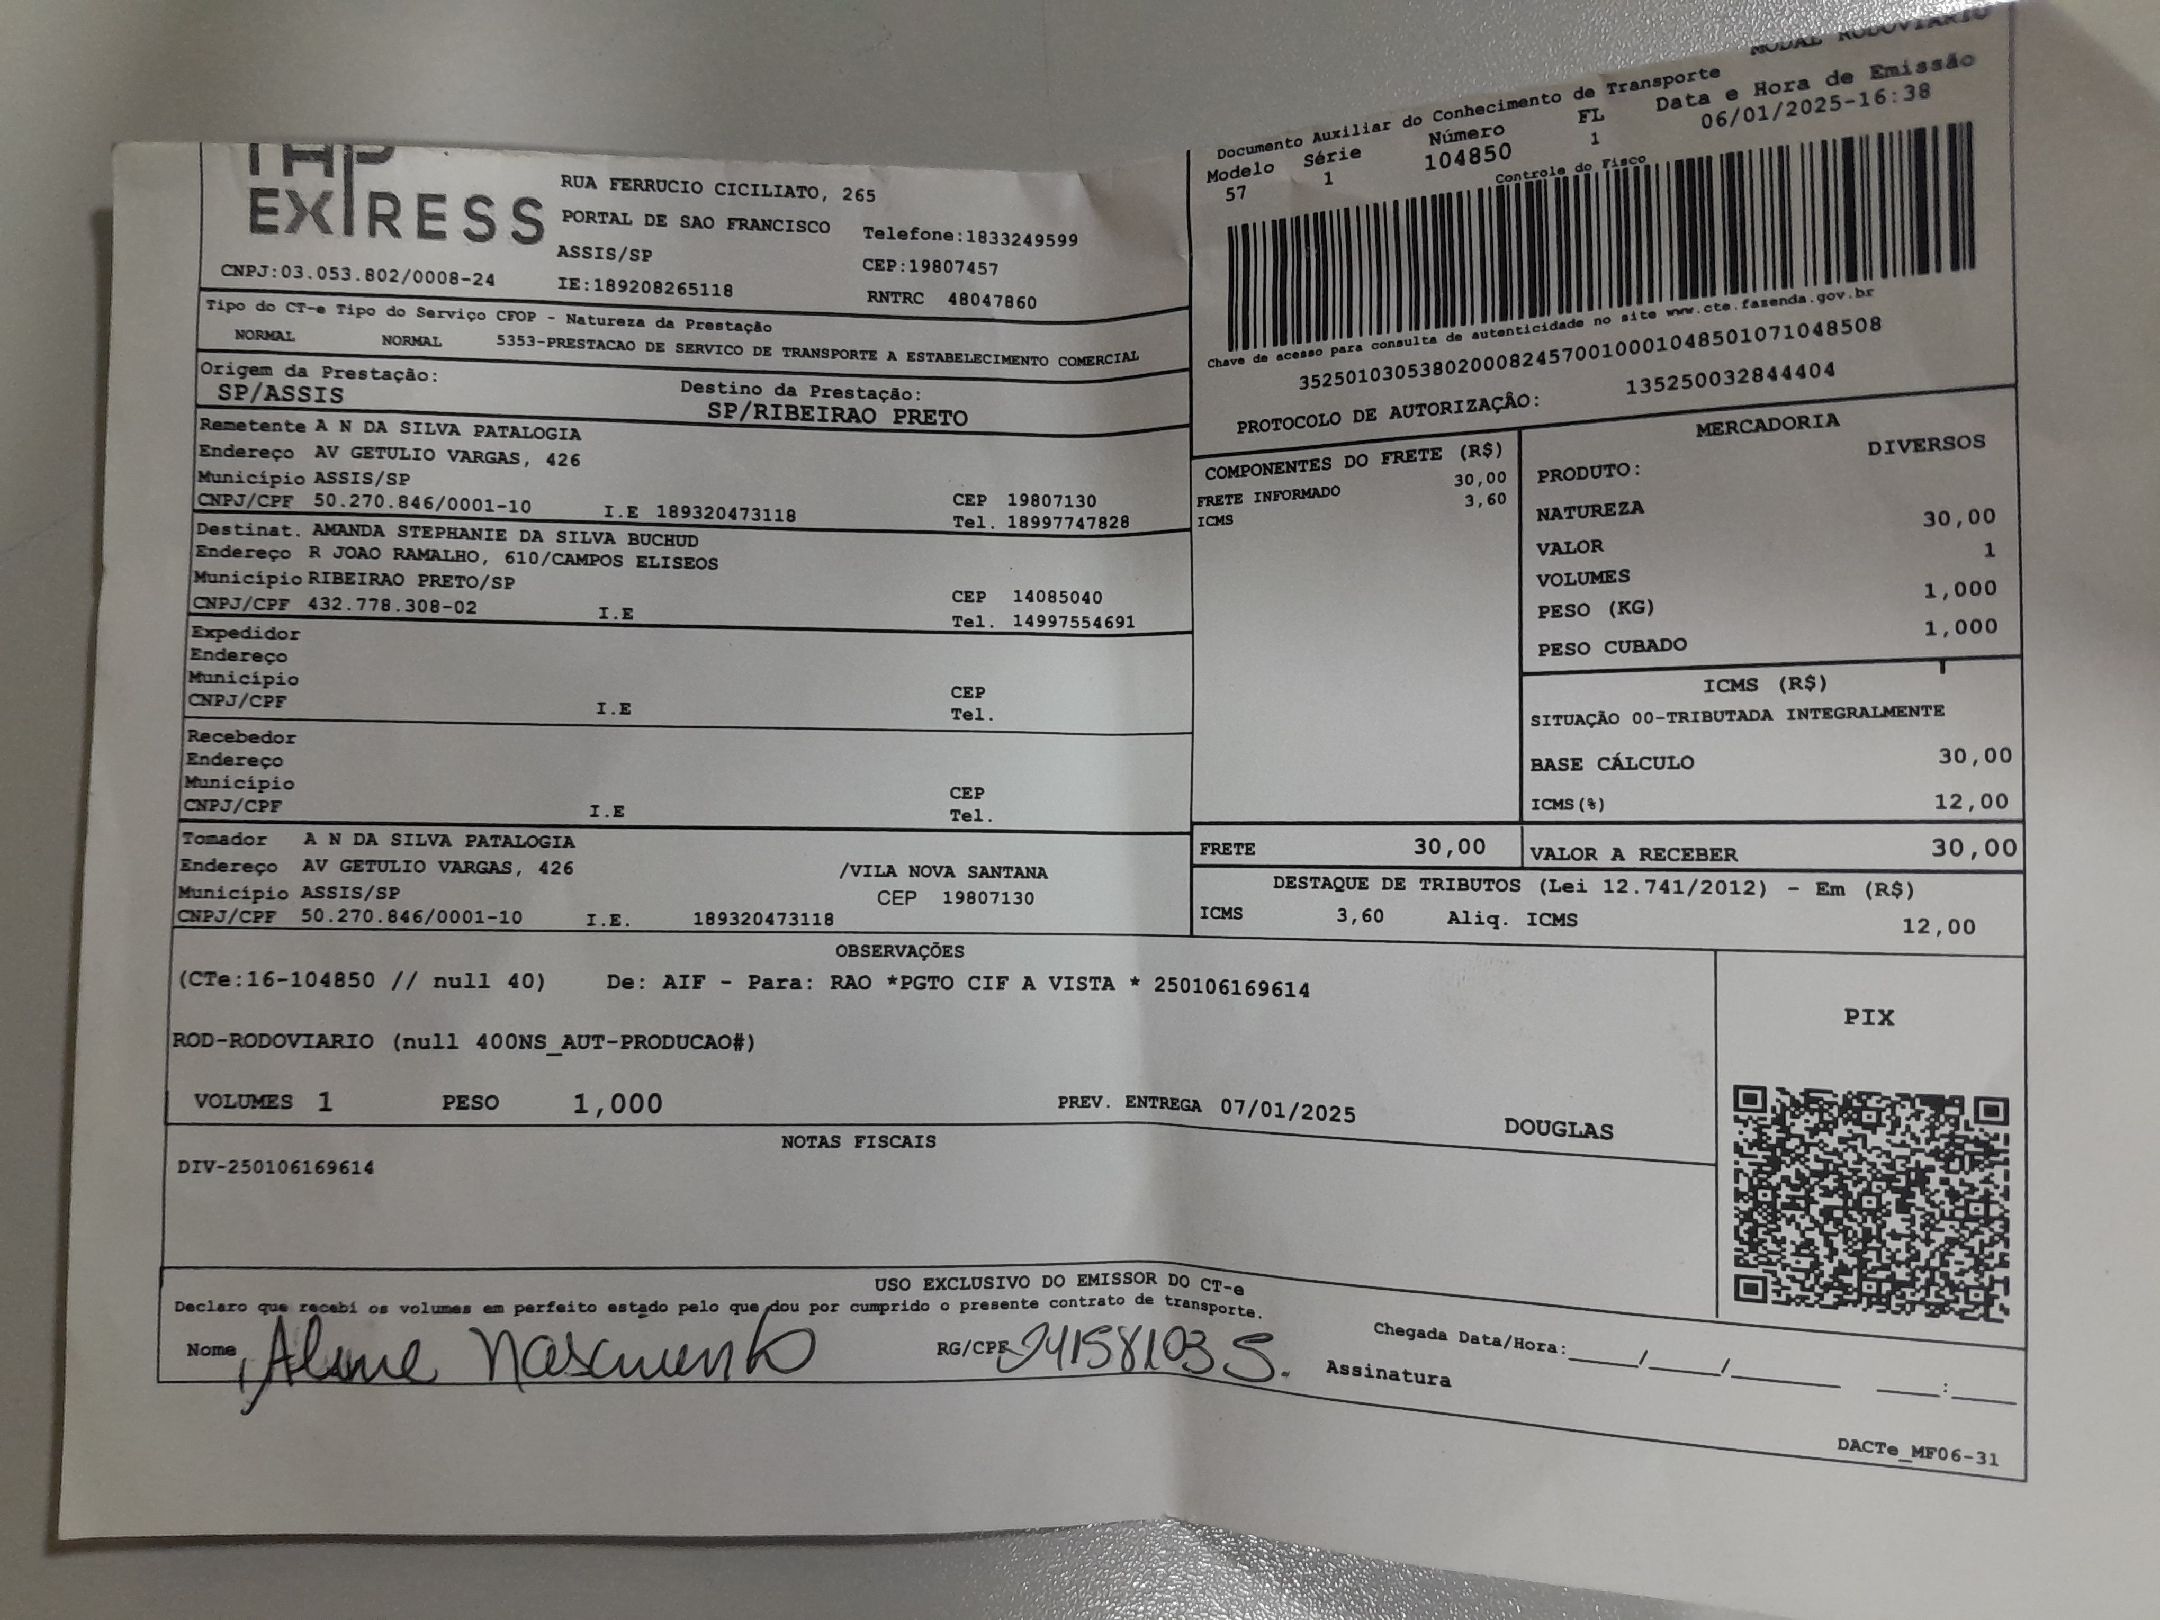 EXPRESS
RUA FERRUCIO CICILIATO, 265
PORTAL DE SAO FRANCISCO
Telefone:1833249599
ASSIS/SP
CEP:19807457
CNPJ:03.053.802/0008-24
IE:189208265118
RNTRC 48047860
MODAL RODOVIARIO
Documento Auxiliar do Conhecimento de Transporte
Modelo Série Número FL Data e Hora de Emissão
57 1 104850 1 06/01/2025-16:38
Controle do Fisco
Chave de acesso para consulta de autenticidade no site www.cte.fazenda.gov.br
35250103053802000824570010001048501071048508
PROTOCOLO DE AUTORIZAÇÃO: 135250032844404
Tipo do CT-e Tipo do Serviço CFOP - Natureza da Prestação
NORMAL NORMAL 5353-PRESTACAO DE SERVICO DE TRANSPORTE A ESTABELECIMENTO COMERCIAL
Origem da Prestação: Destino da Prestação:
SP/ASSIS SP/RIBEIRAO PRETO
Remetente A N DA SILVA PATALOGIA
Endereço AV GETULIO VARGAS, 426
Município ASSIS/SP CEP 19807130
CNPJ/CPF 50.270.846/0001-10 I.E 189320473118 Tel. 18997747828
Destinat. AMANDA STEPHANIE DA SILVA BUCHUD
Endereço R JOAO RAMALHO, 610/CAMPOS ELISEOS
Município RIBEIRAO PRETO/SP CEP 14085040
CNPJ/CPF 432.778.308-02 I.E Tel. 14997554691
Expedidor
Endereço
Município CEP
CNPJ/CPF I.E Tel.
Recebedor
Endereço
Município CEP
CNPJ/CPF I.E Tel.
Tomador A N DA SILVA PATALOGIA
Endereço AV GETULIO VARGAS, 426 /VILA NOVA SANTANA
Município ASSIS/SP CEP 19807130
CNPJ/CPF 50.270.846/0001-10 I.E. 189320473118
COMPONENTES DO FRETE (R$)
FRETE INFORMADO 30,00
ICMS 3,60
MERCADORIA
PRODUTO: DIVERSOS
NATUREZA
VALOR 30,00
VOLUMES 1
PESO (KG) 1,000
PESO CUBADO 1,000
ICMS (R$)
SITUAÇÃO 00-TRIBUTADA INTEGRALMENTE
BASE CÁLCULO 30,00
ICMS(%) 12,00
FRETE 30,00 VALOR A RECEBER 30,00
DESTAQUE DE TRIBUTOS (Lei 12.741/2012) - Em (R$)
ICMS 3,60 Aliq. ICMS 12,00
OBSERVAÇÕES
(CTe:16-104850 // null 40) De: AIF - Para: RAO *PGTO CIF A VISTA * 250106169614
ROD-RODOVIARIO (null 400NS_AUT-PRODUCAO#)
VOLUMES 1 PESO 1,000 PREV. ENTREGA 07/01/2025 DOUGLAS
PIX
NOTAS FISCAIS
DIV-250106169614
USO EXCLUSIVO DO EMISSOR DO CT-e
Declaro que recebi os volumes em perfeito estado pelo que dou por cumprido o presente contrato de transporte.
Nome Aline Nascimento RG/CPF 241581035. Chegada Data/Hora:____/____/______ ____:____
Assinatura
DACTe_MF06-31